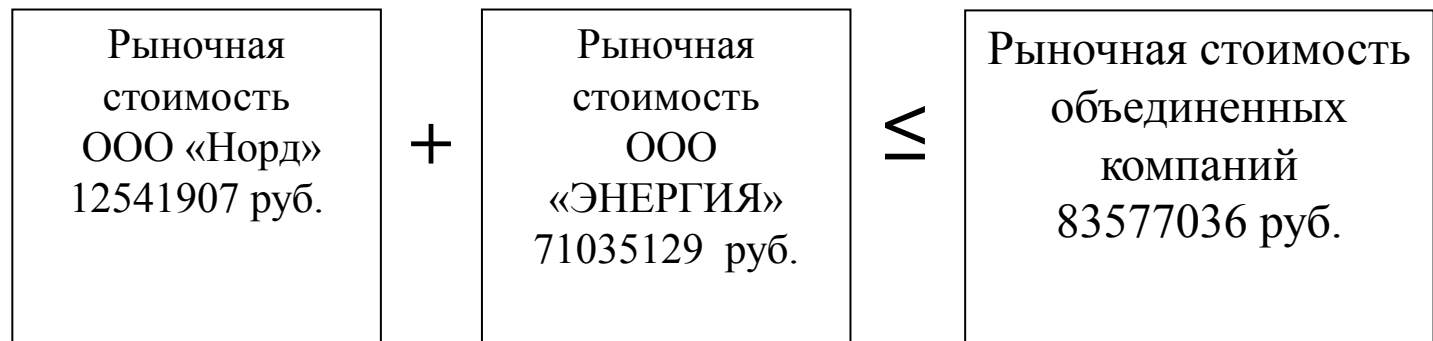 Рыночная
стоимость
ООО «Норд»
12541907 руб.
+
Рыночная
стоимость
ООО
«ЭНЕРГИЯ»
71035129 руб.
≤
Рыночная стоимость
объединенных
компаний
83577036 руб.